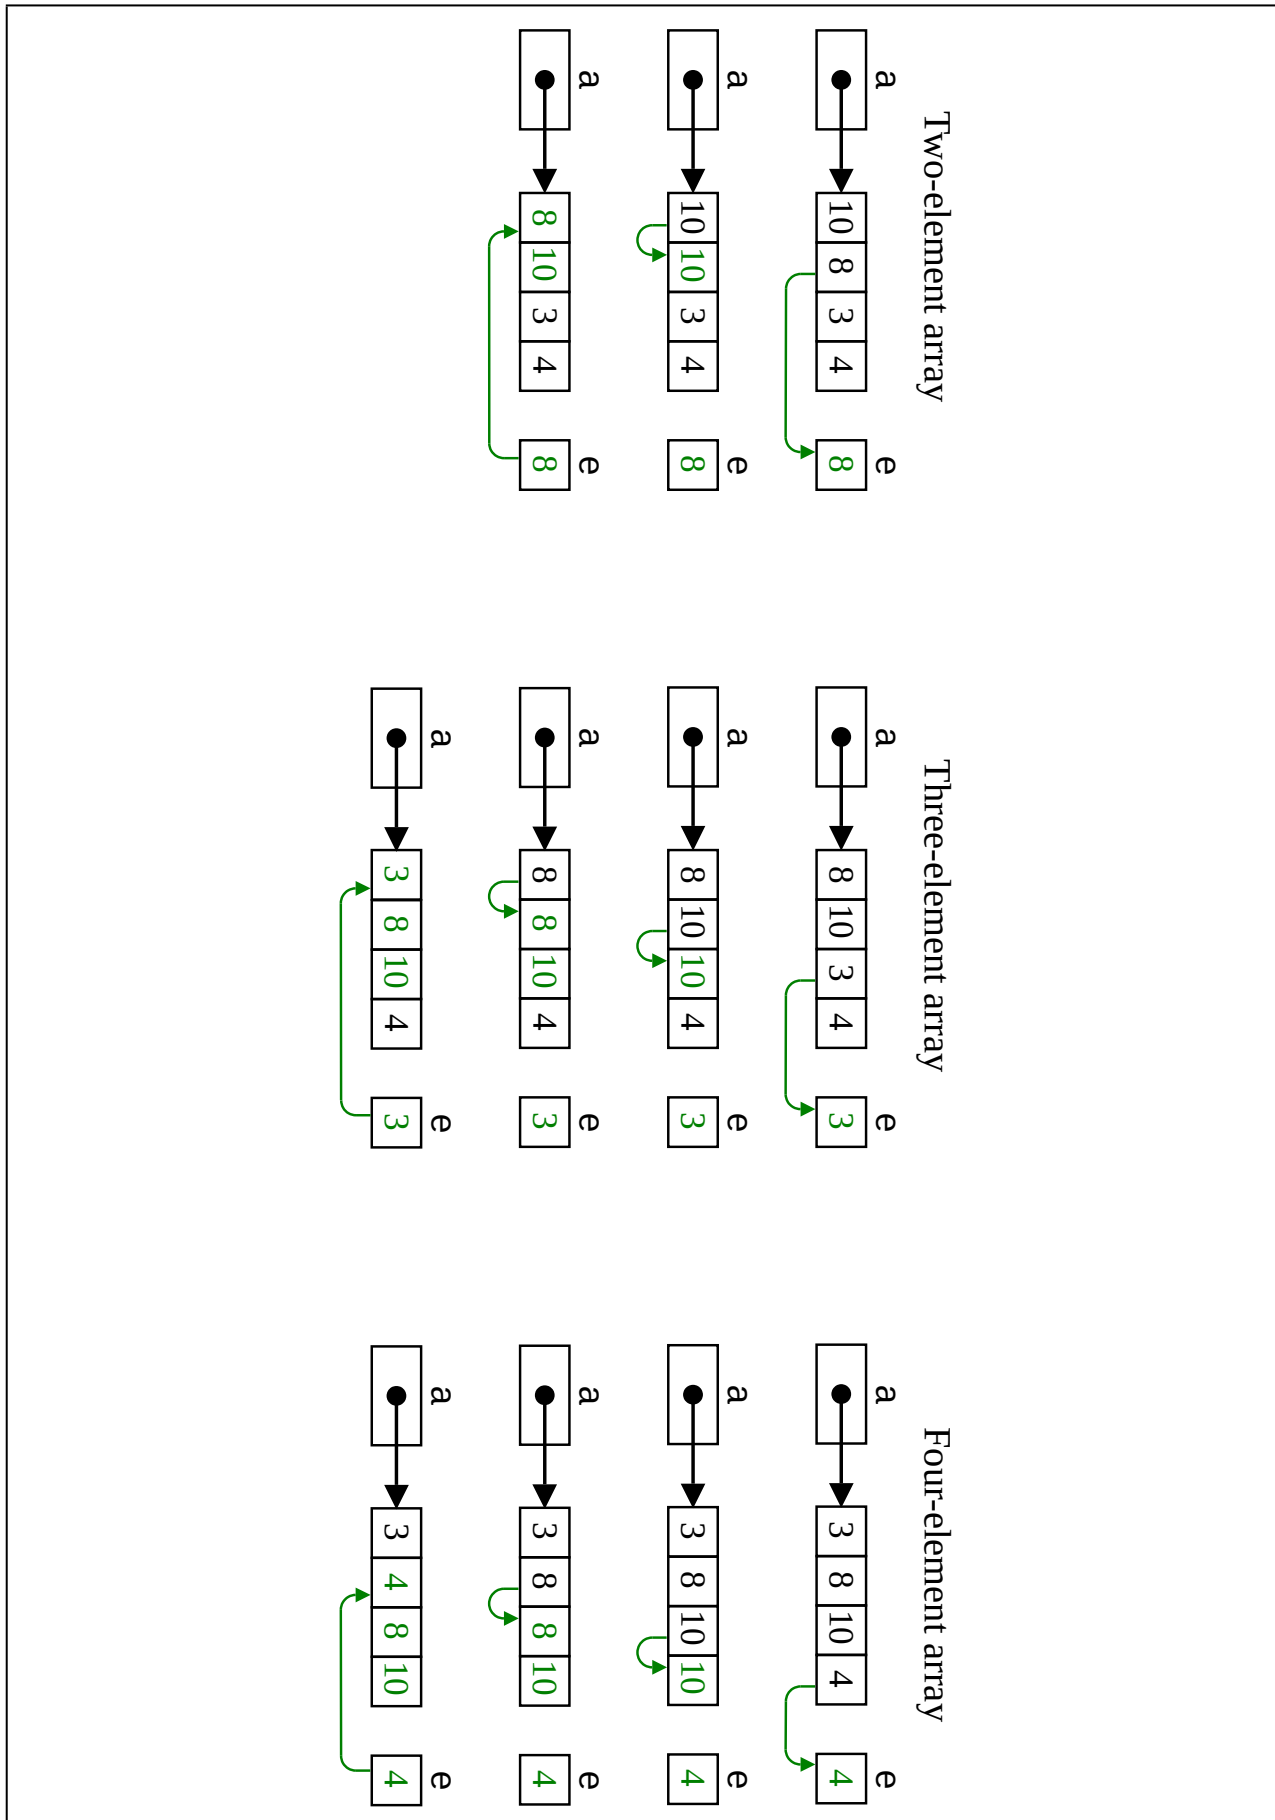 Two-element array
a e
10 8 3 4 8
a e
10 10 3 4 8
a e
8 10 3 4 8
Three-element array
a e
8 10 3 4 3
a e
8 10 10 4 3
a e
8 8 10 4 3
a e
3 8 10 4 3
Four-element array
a e
3 8 10 4 4
a e
3 8 10 10 4
a e
3 8 8 10 4
a e
3 4 8 10 4